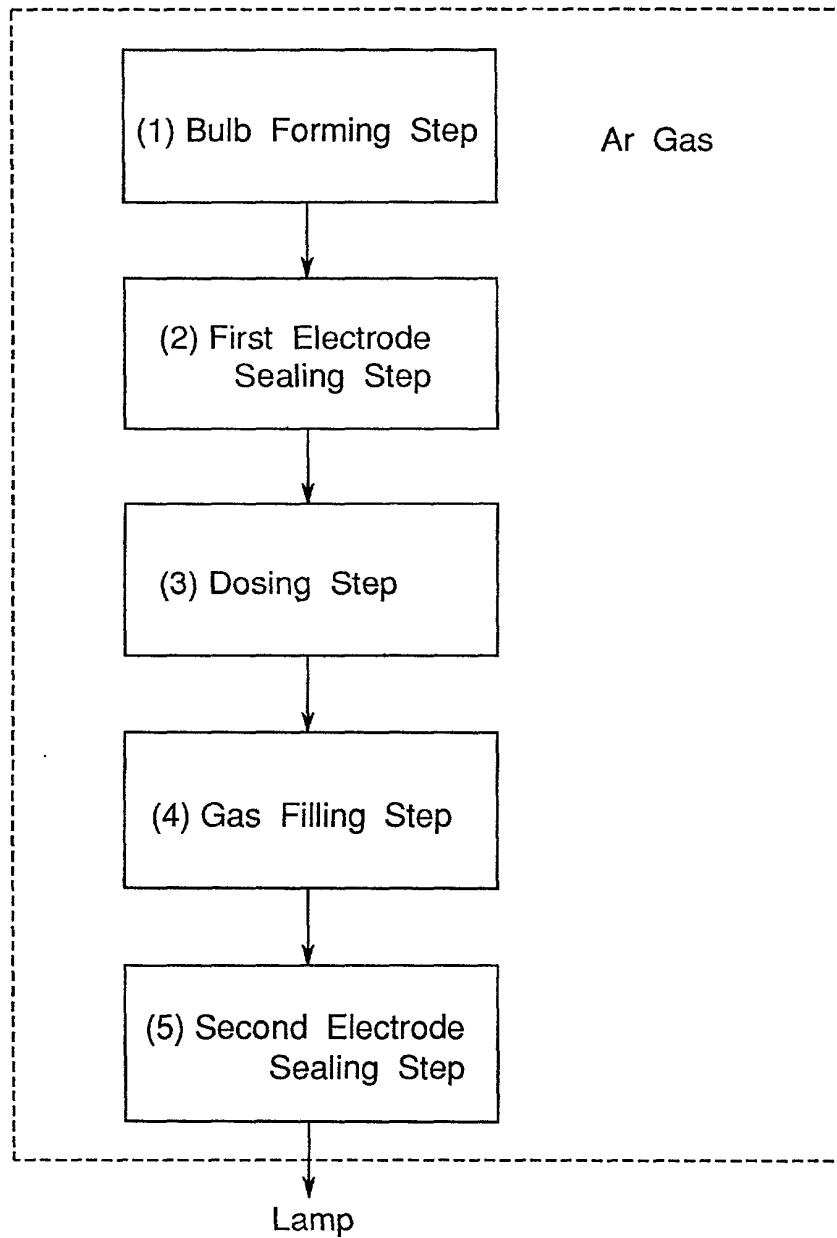 (1) Bulb Forming Step
Ar Gas
(2) First Electrode
Sealing Step
(3) Dosing Step
(4) Gas Filling Step
(5) Second Electrode
Sealing Step
Lamp